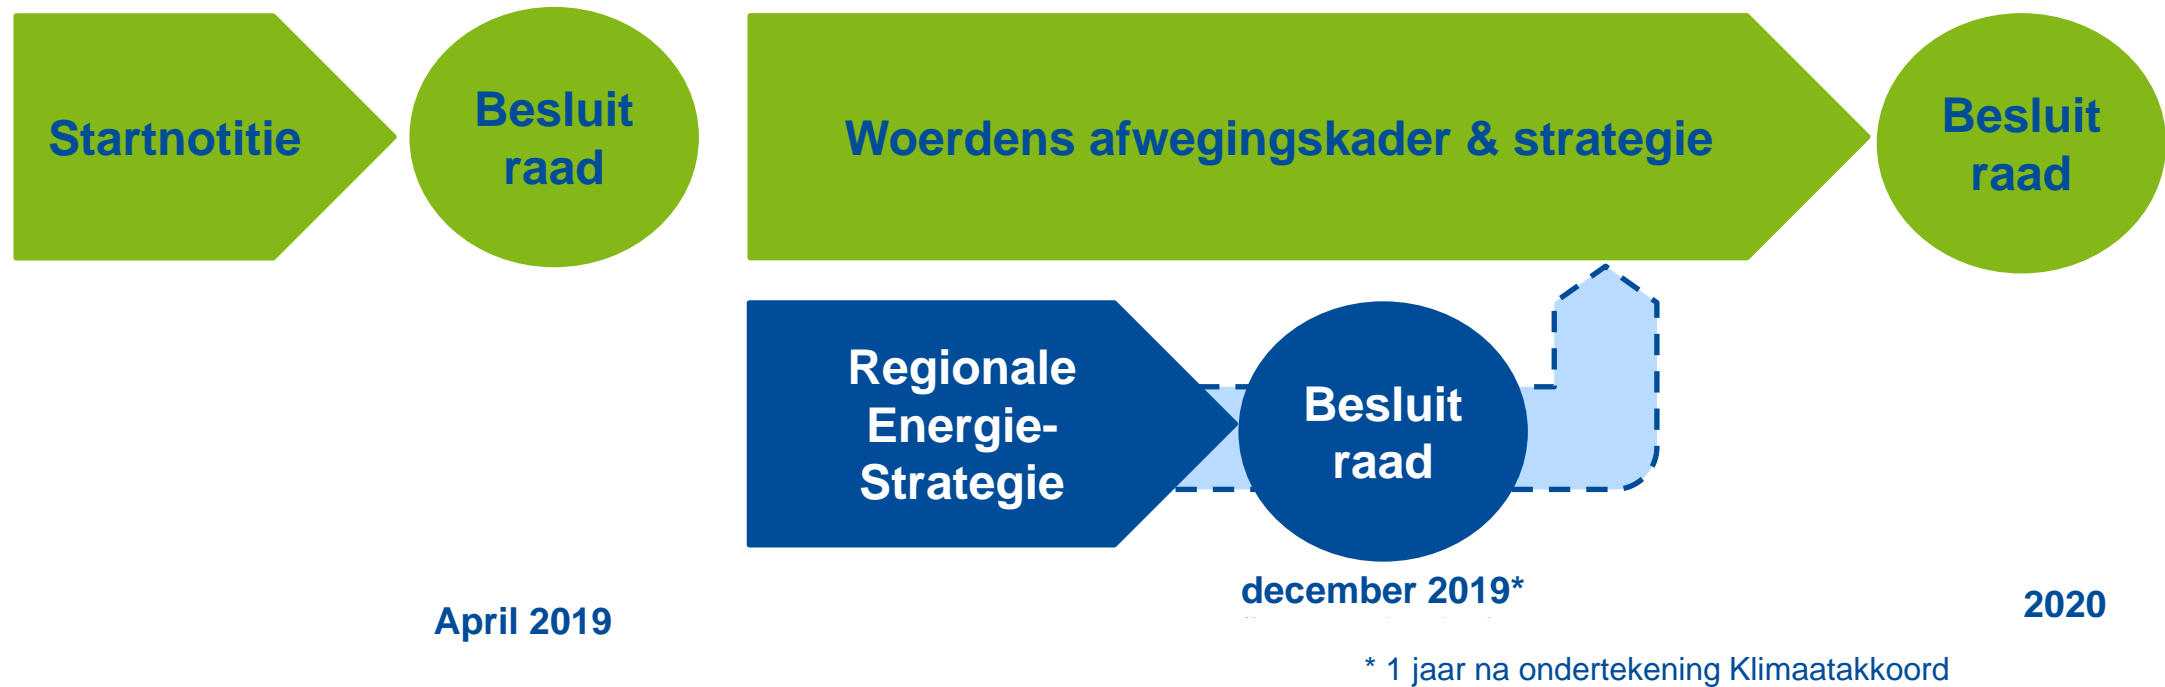 Startnotitie
Besluit
raad
Woerdens afwegingskader & strategie
Besluit
raad
Regionale
Energie-
Strategie
Besluit
raad
april 2019
december 2019*
2020
* 1 jaar na ondertekening Klimaatakkoord